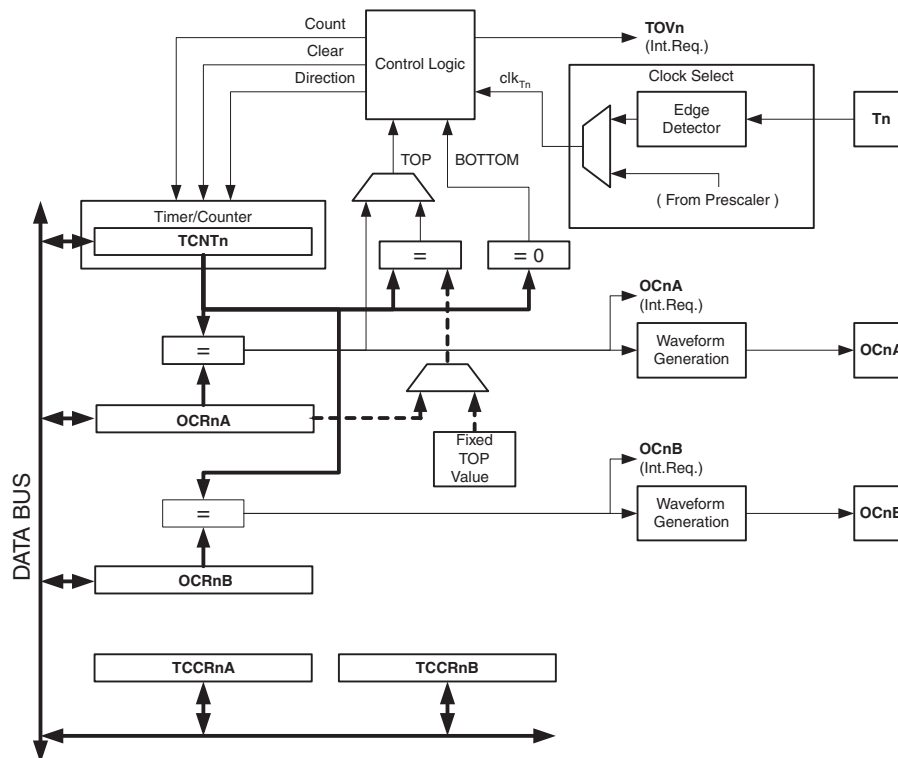 Count
Clear
Direction
Control Logic
TOVn
(Int.Req.)
clkTn
Clock Select
Edge
Detector
Tn
( From Prescaler )
TOP
BOTTOM
Timer/Counter
TCNTn
=
= 0
OCnA
(Int.Req.)
=
Waveform
Generation
OCnA
OCRnA
Fixed
TOP
Value
OCnB
(Int.Req.)
=
Waveform
Generation
OCnB
OCRnB
DATA BUS
TCCRnA
TCCRnB